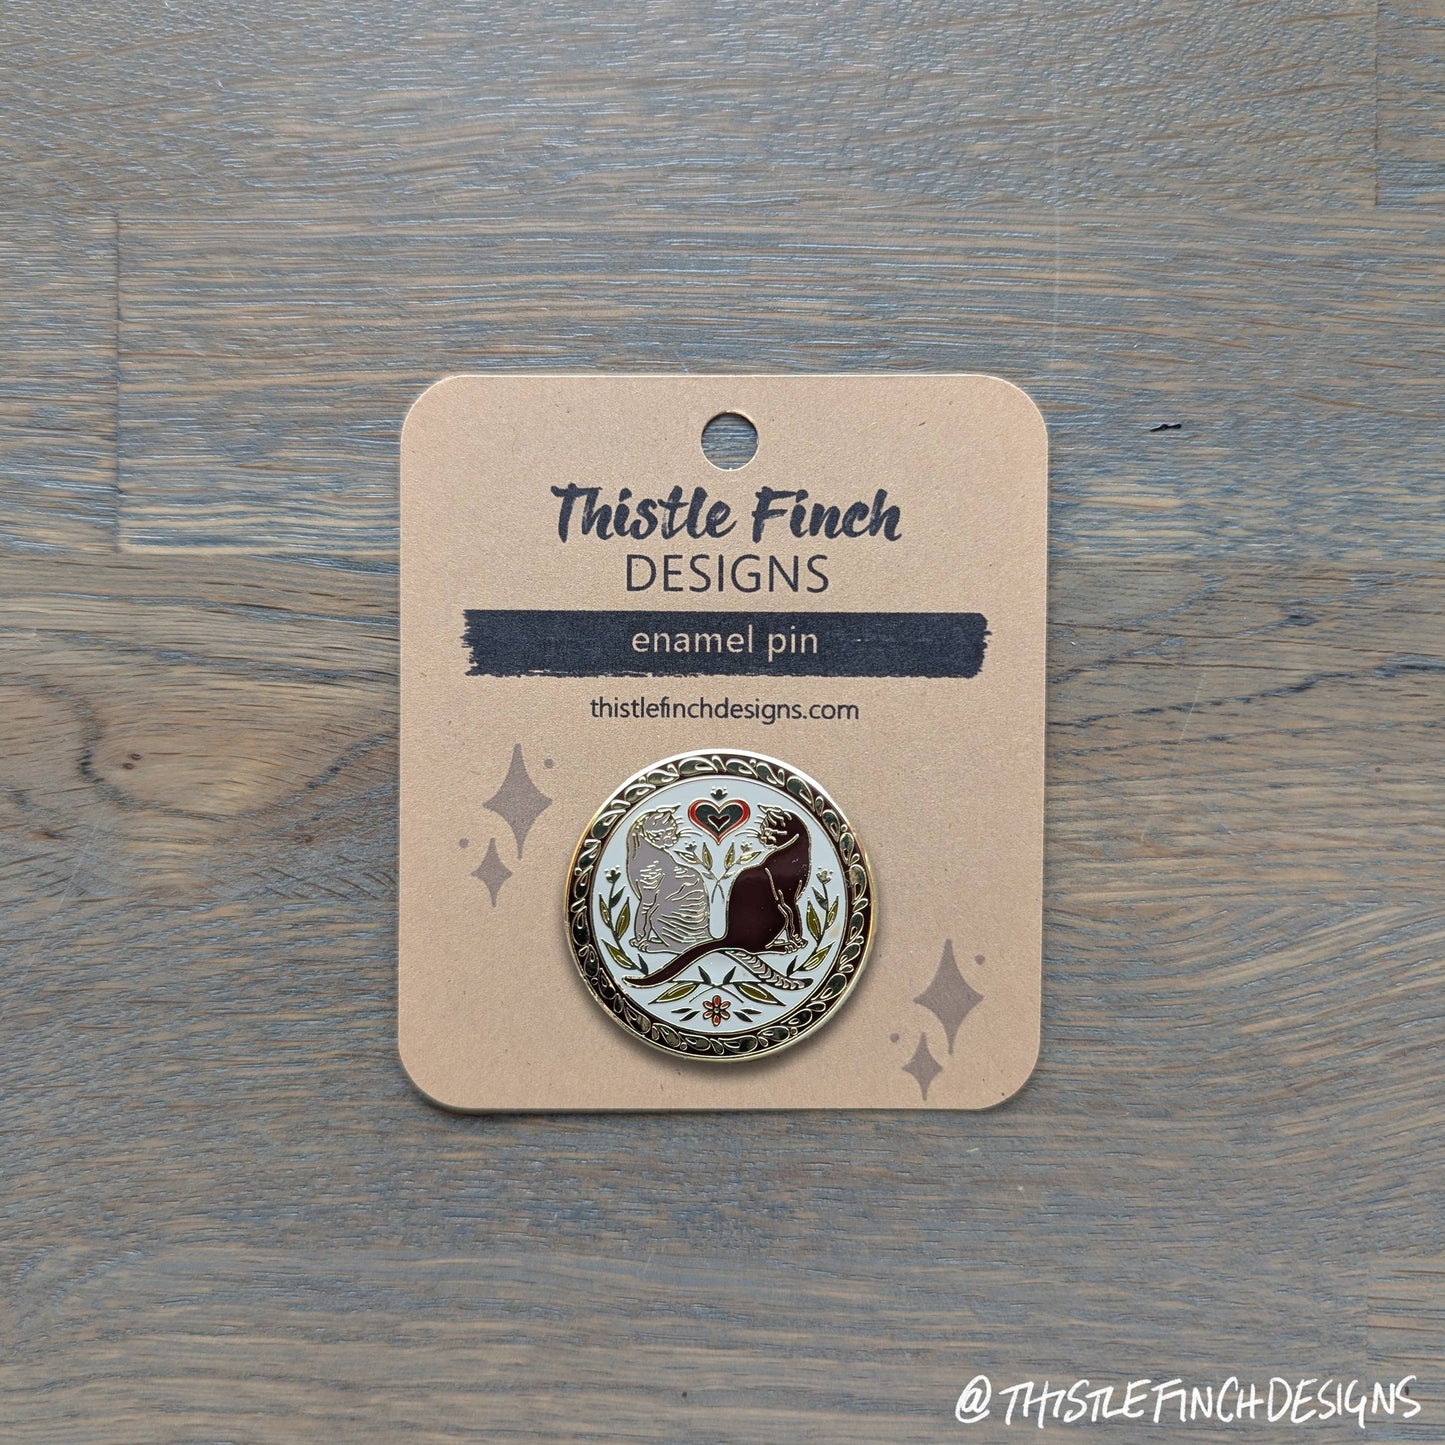 Thistle Finch
DESIGNS
enamel pin
thistlefinchdesigns.com
@THISTLEFINCHDESIGNS